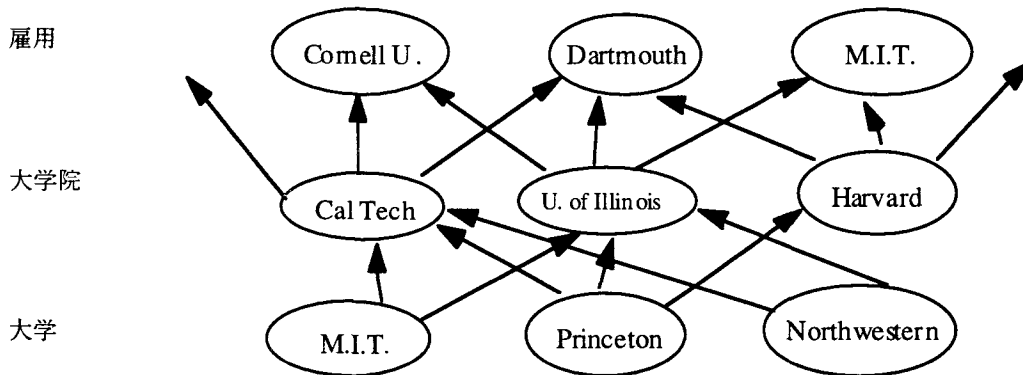 雇用
Cornell U.
Dartmouth
M.I.T.
大学院
Cal Tech
U. of Illinois
Harvard
大学
M.I.T.
Princeton
Northwestern